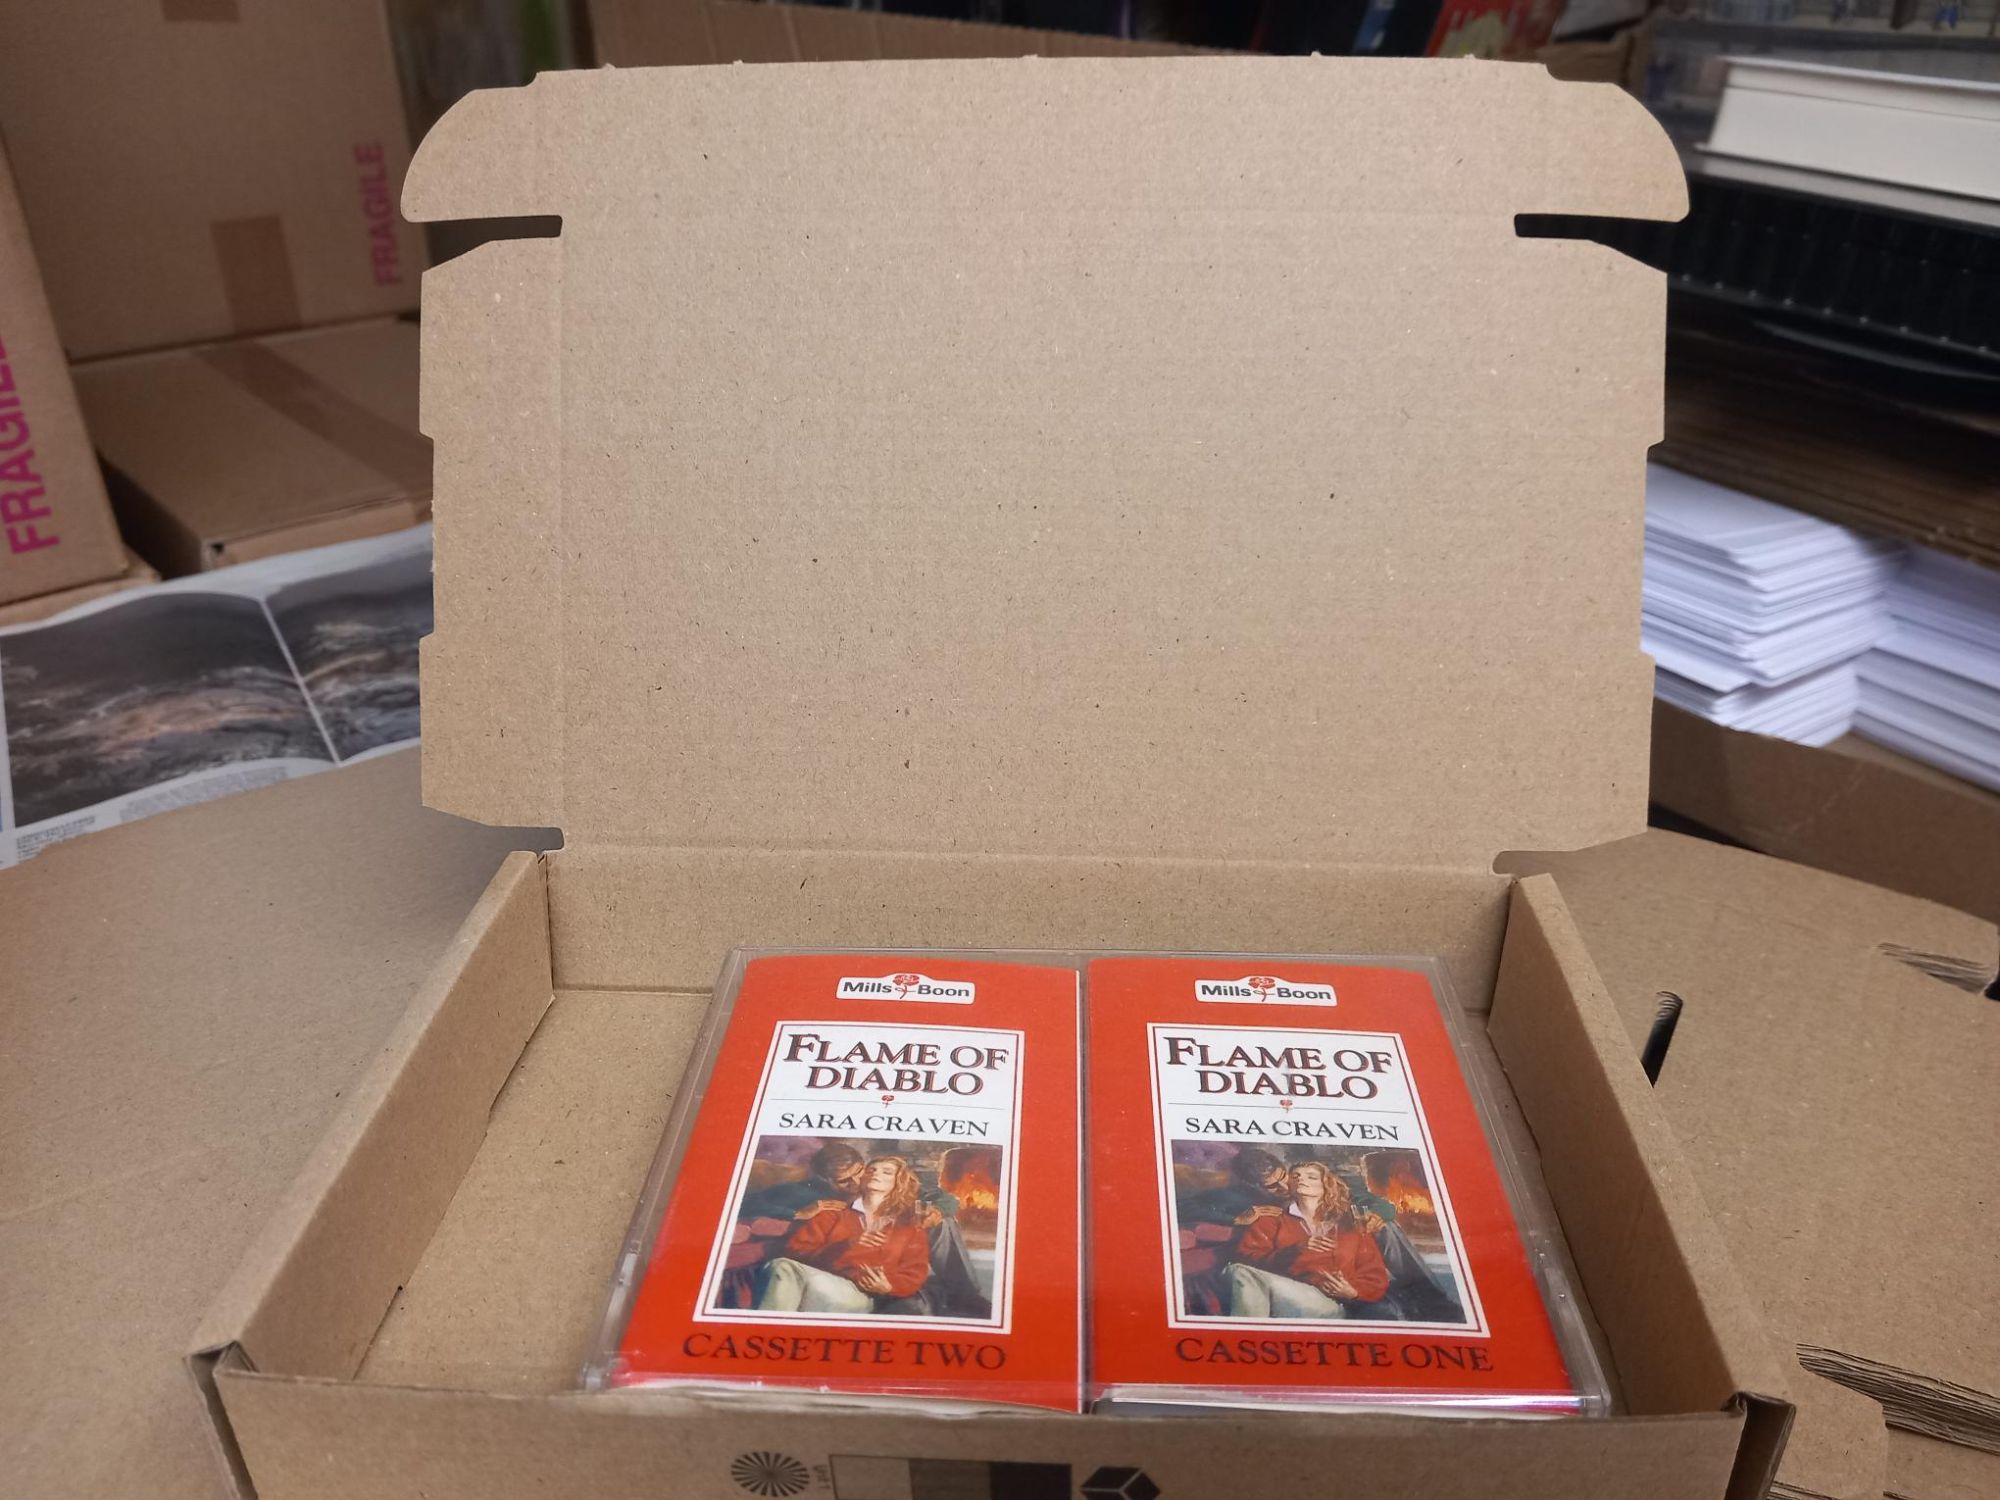 FRAGILE
FRAGILE
Mills Boon
FLAME OF
DIABLO
SARA CRAVEN
CASSETTE TWO
Mills Boon
FLAME OF
DIABLO
SARA CRAVEN
CASSETTE ONE